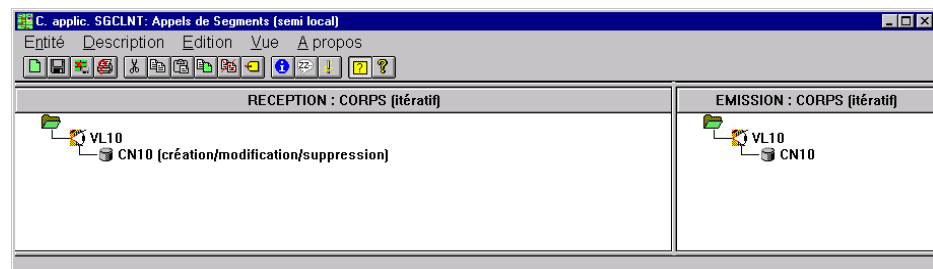 C. applic. SGCLNT: Appels de Segments (semi local)
Entité Description Edition Vue A propos
RECEPTION : CORPS (itératif) EMISSION : CORPS (itératif)
VL10 VL10
CN10 (création/modification/suppression) CN10